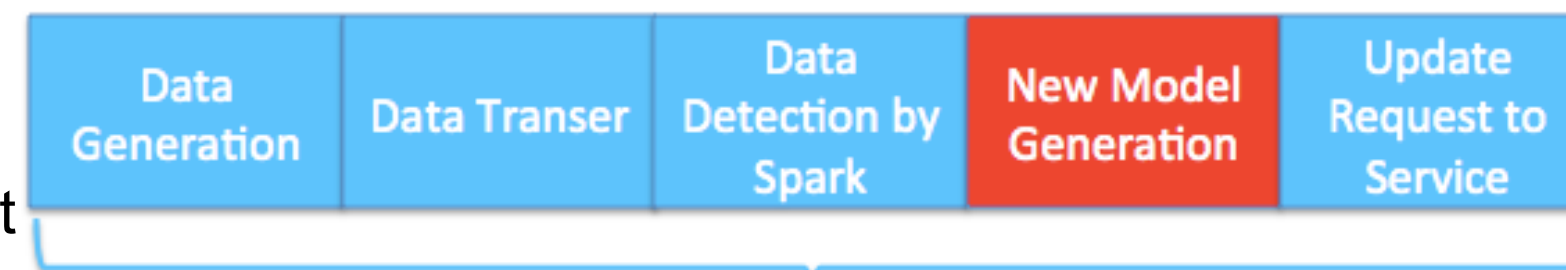 Data
Generation
Data Transer
Data
Detection by
Spark
New Model
Generation
Update
Request to
Service
t